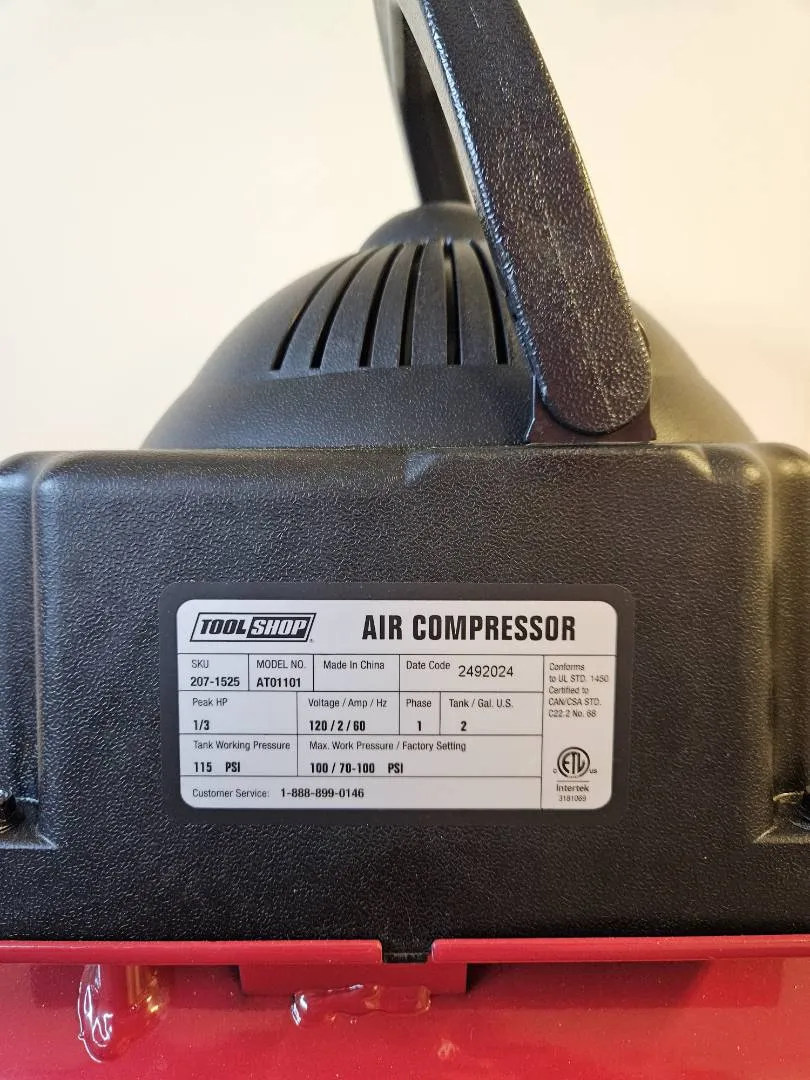 TOOL SHOP®
AIR COMPRESSOR
SKU
207-1525
MODEL NO.
AT01101
Made In China
Date Code 2492024
Conforms
to UL STD. 1450
Certified to
CAN/CSA STD.
C22.2 No. 68
Peak HP
1/3
Voltage / Amp / Hz
120 / 2 / 60
Phase
1
Tank / Gal. U.S.
2
Tank Working Pressure
115 PSI
Max. Work Pressure / Factory Setting
100 / 70-100 PSI
C ETL US
Intertek
3181069
Customer Service: 1-888-899-0146